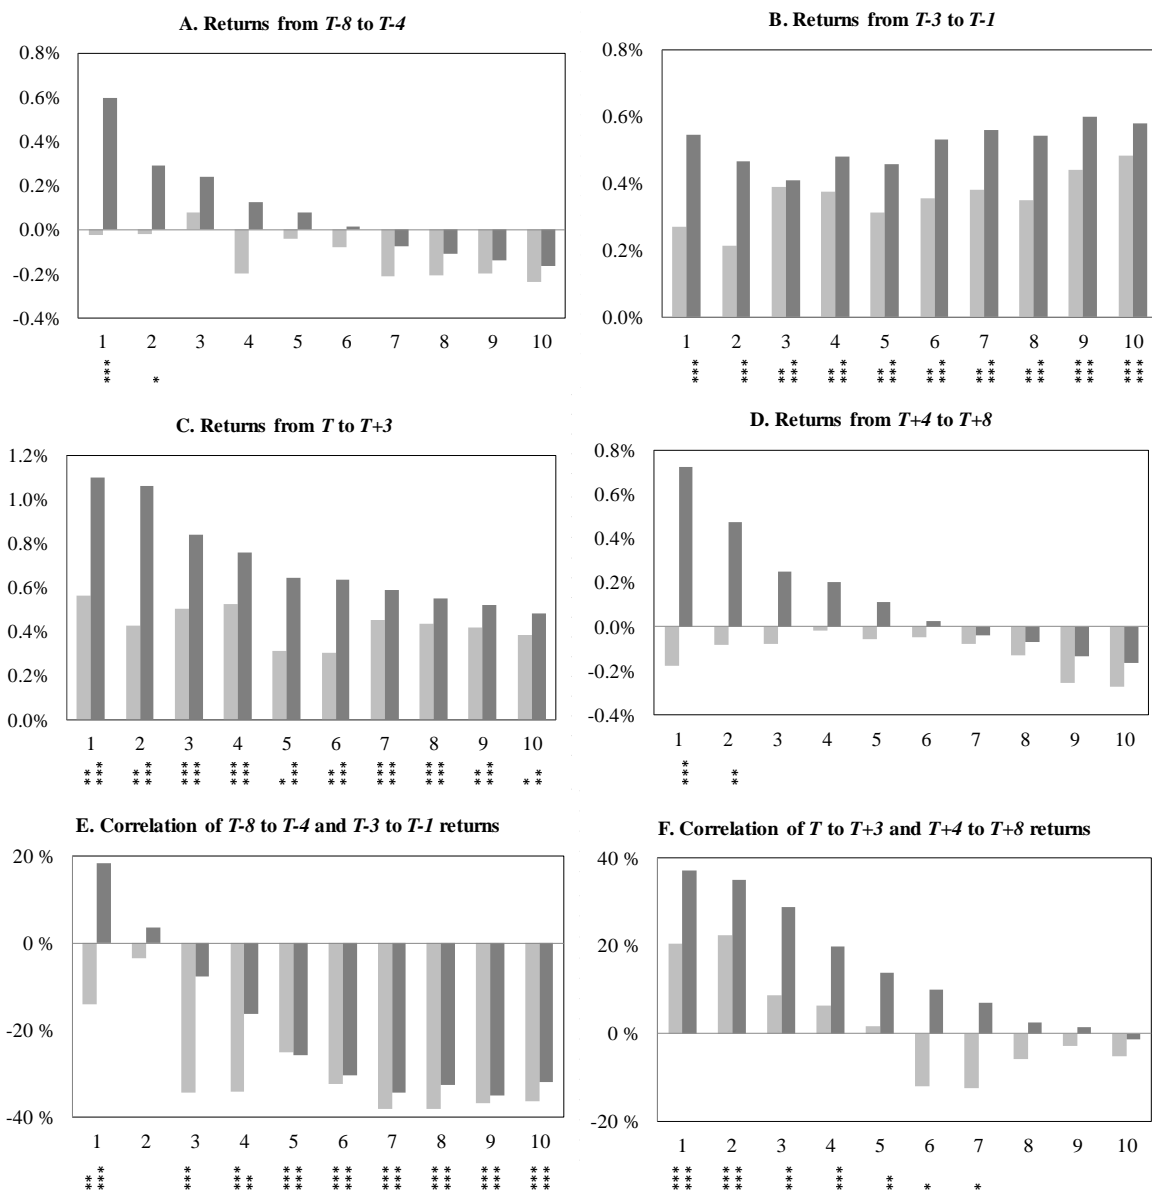 A. Returns from T-8 to T-4
0.8%
0.6%
0.4%
0.2%
0.0%
-0.2%
-0.4%
1 2 3 4 5 6 7 8 9 10
*** *
B. Returns from T-3 to T-1
0.8%
0.6%
0.4%
0.2%
0.0%
1 2 3 4 5 6 7 8 9 10
*** *** ** *** ** *** ** *** ** *** ** *** ** *** *** *** *** ***
C. Returns from T to T+3
1.2%
1.0%
0.8%
0.6%
0.4%
0.2%
0.0%
1 2 3 4 5 6 7 8 9 10
** *** ** *** *** *** *** *** * *** ** *** *** *** *** *** ** *** * **
D. Returns from T+4 to T+8
0.8%
0.6%
0.4%
0.2%
0.0%
-0.2%
-0.4%
1 2 3 4 5 6 7 8 9 10
*** **
E. Correlation of T-8 to T-4 and T-3 to T-1 returns
20 %
0 %
-20 %
-40 %
1 2 3 4 5 6 7 8 9 10
** *** *** *** ** *** *** *** *** *** *** *** *** *** *** *** ***
F. Correlation of T to T+3 and T+4 to T+8 returns
40 %
20 %
0 %
-20 %
1 2 3 4 5 6 7 8 9 10
*** *** *** *** *** *** ** * *